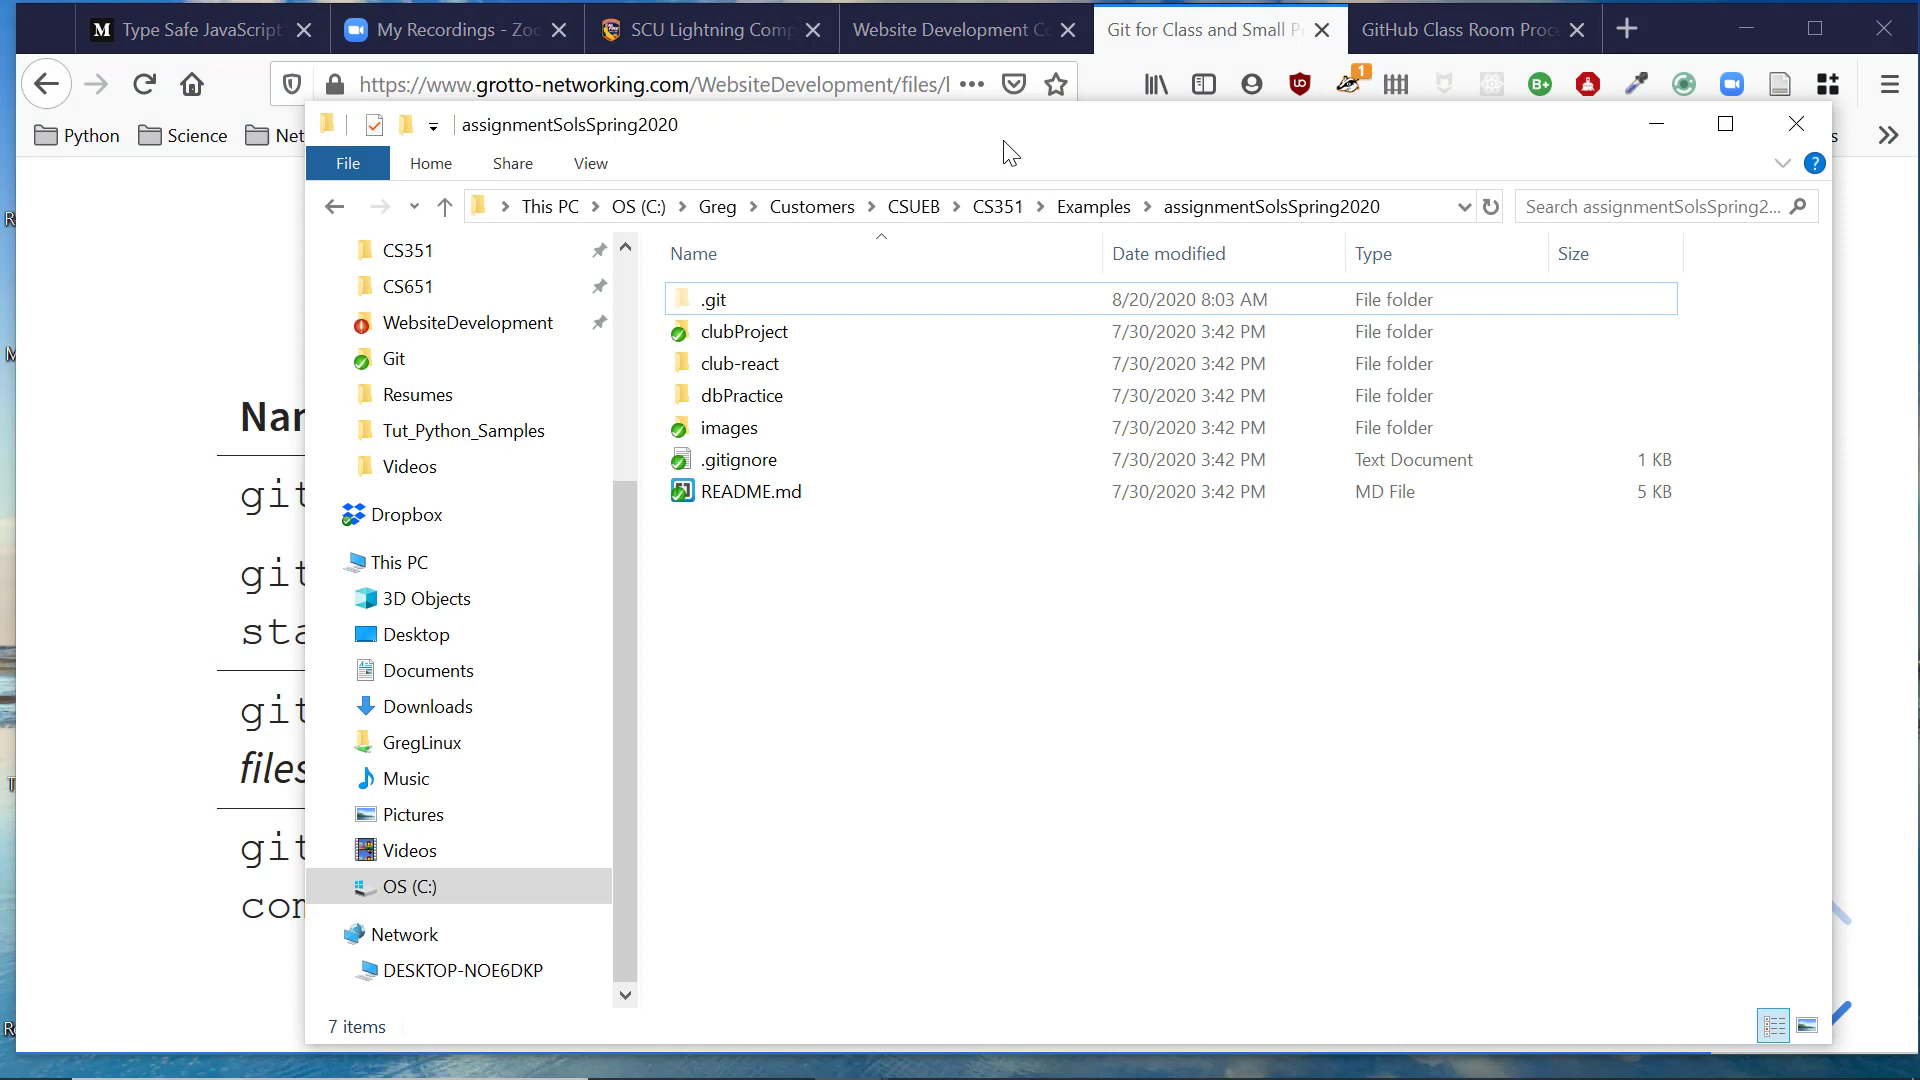 Type Safe JavaScript
My Recordings - Zoo
SCU Lightning Comp
Website Development Co
Git for Class and Small P
GitHub Class Room Proce
https://www.grotto-networking.com/WebsiteDevelopment/files/l
1
Python
Science
Net
assignmentSolsSpring2020
File
Home
Share
View
This PC > OS (C:) > Greg > Customers > CSUEB > CS351 > Examples > assignmentSolsSpring2020
Search assignmentSolsSpring2...
CS351
CS651
WebsiteDevelopment
Git
Resumes
Tut_Python_Samples
Videos
Dropbox
This PC
3D Objects
Desktop
Documents
Downloads
GregLinux
Music
Pictures
Videos
OS (C:)
Network
DESKTOP-NOE6DKP
Name Date modified Type Size
.git 8/20/2020 8:03 AM File folder
clubProject 7/30/2020 3:42 PM File folder
club-react 7/30/2020 3:42 PM File folder
dbPractice 7/30/2020 3:42 PM File folder
images 7/30/2020 3:42 PM File folder
.gitignore 7/30/2020 3:42 PM Text Document 1 KB
README.md 7/30/2020 3:42 PM MD File 5 KB
7 items
git
git
sta
git
files
git